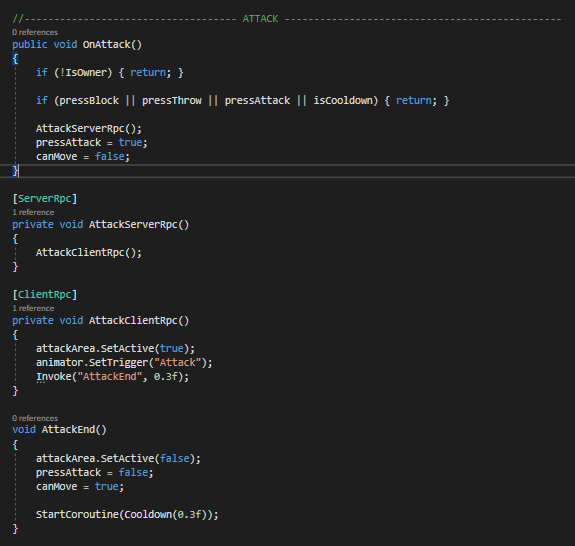 //---------------------------------- ATTACK --------------------------------------------
0 references
public void OnAttack()
{
if (!IsOwner) { return; }
if (pressBlock || pressThrow || pressAttack || isCooldown) { return; }
AttackServerRpc();
pressAttack = true;
canMove = false;
}
[ServerRpc]
1 reference
private void AttackServerRpc()
{
AttackClientRpc();
}
[ClientRpc]
1 reference
private void AttackClientRpc()
{
attackArea.SetActive(true);
animator.SetTrigger("Attack");
Invoke("AttackEnd", 0.3f);
}
0 references
void AttackEnd()
{
attackArea.SetActive(false);
pressAttack = false;
canMove = true;
StartCoroutine(Cooldown(0.3f));
}